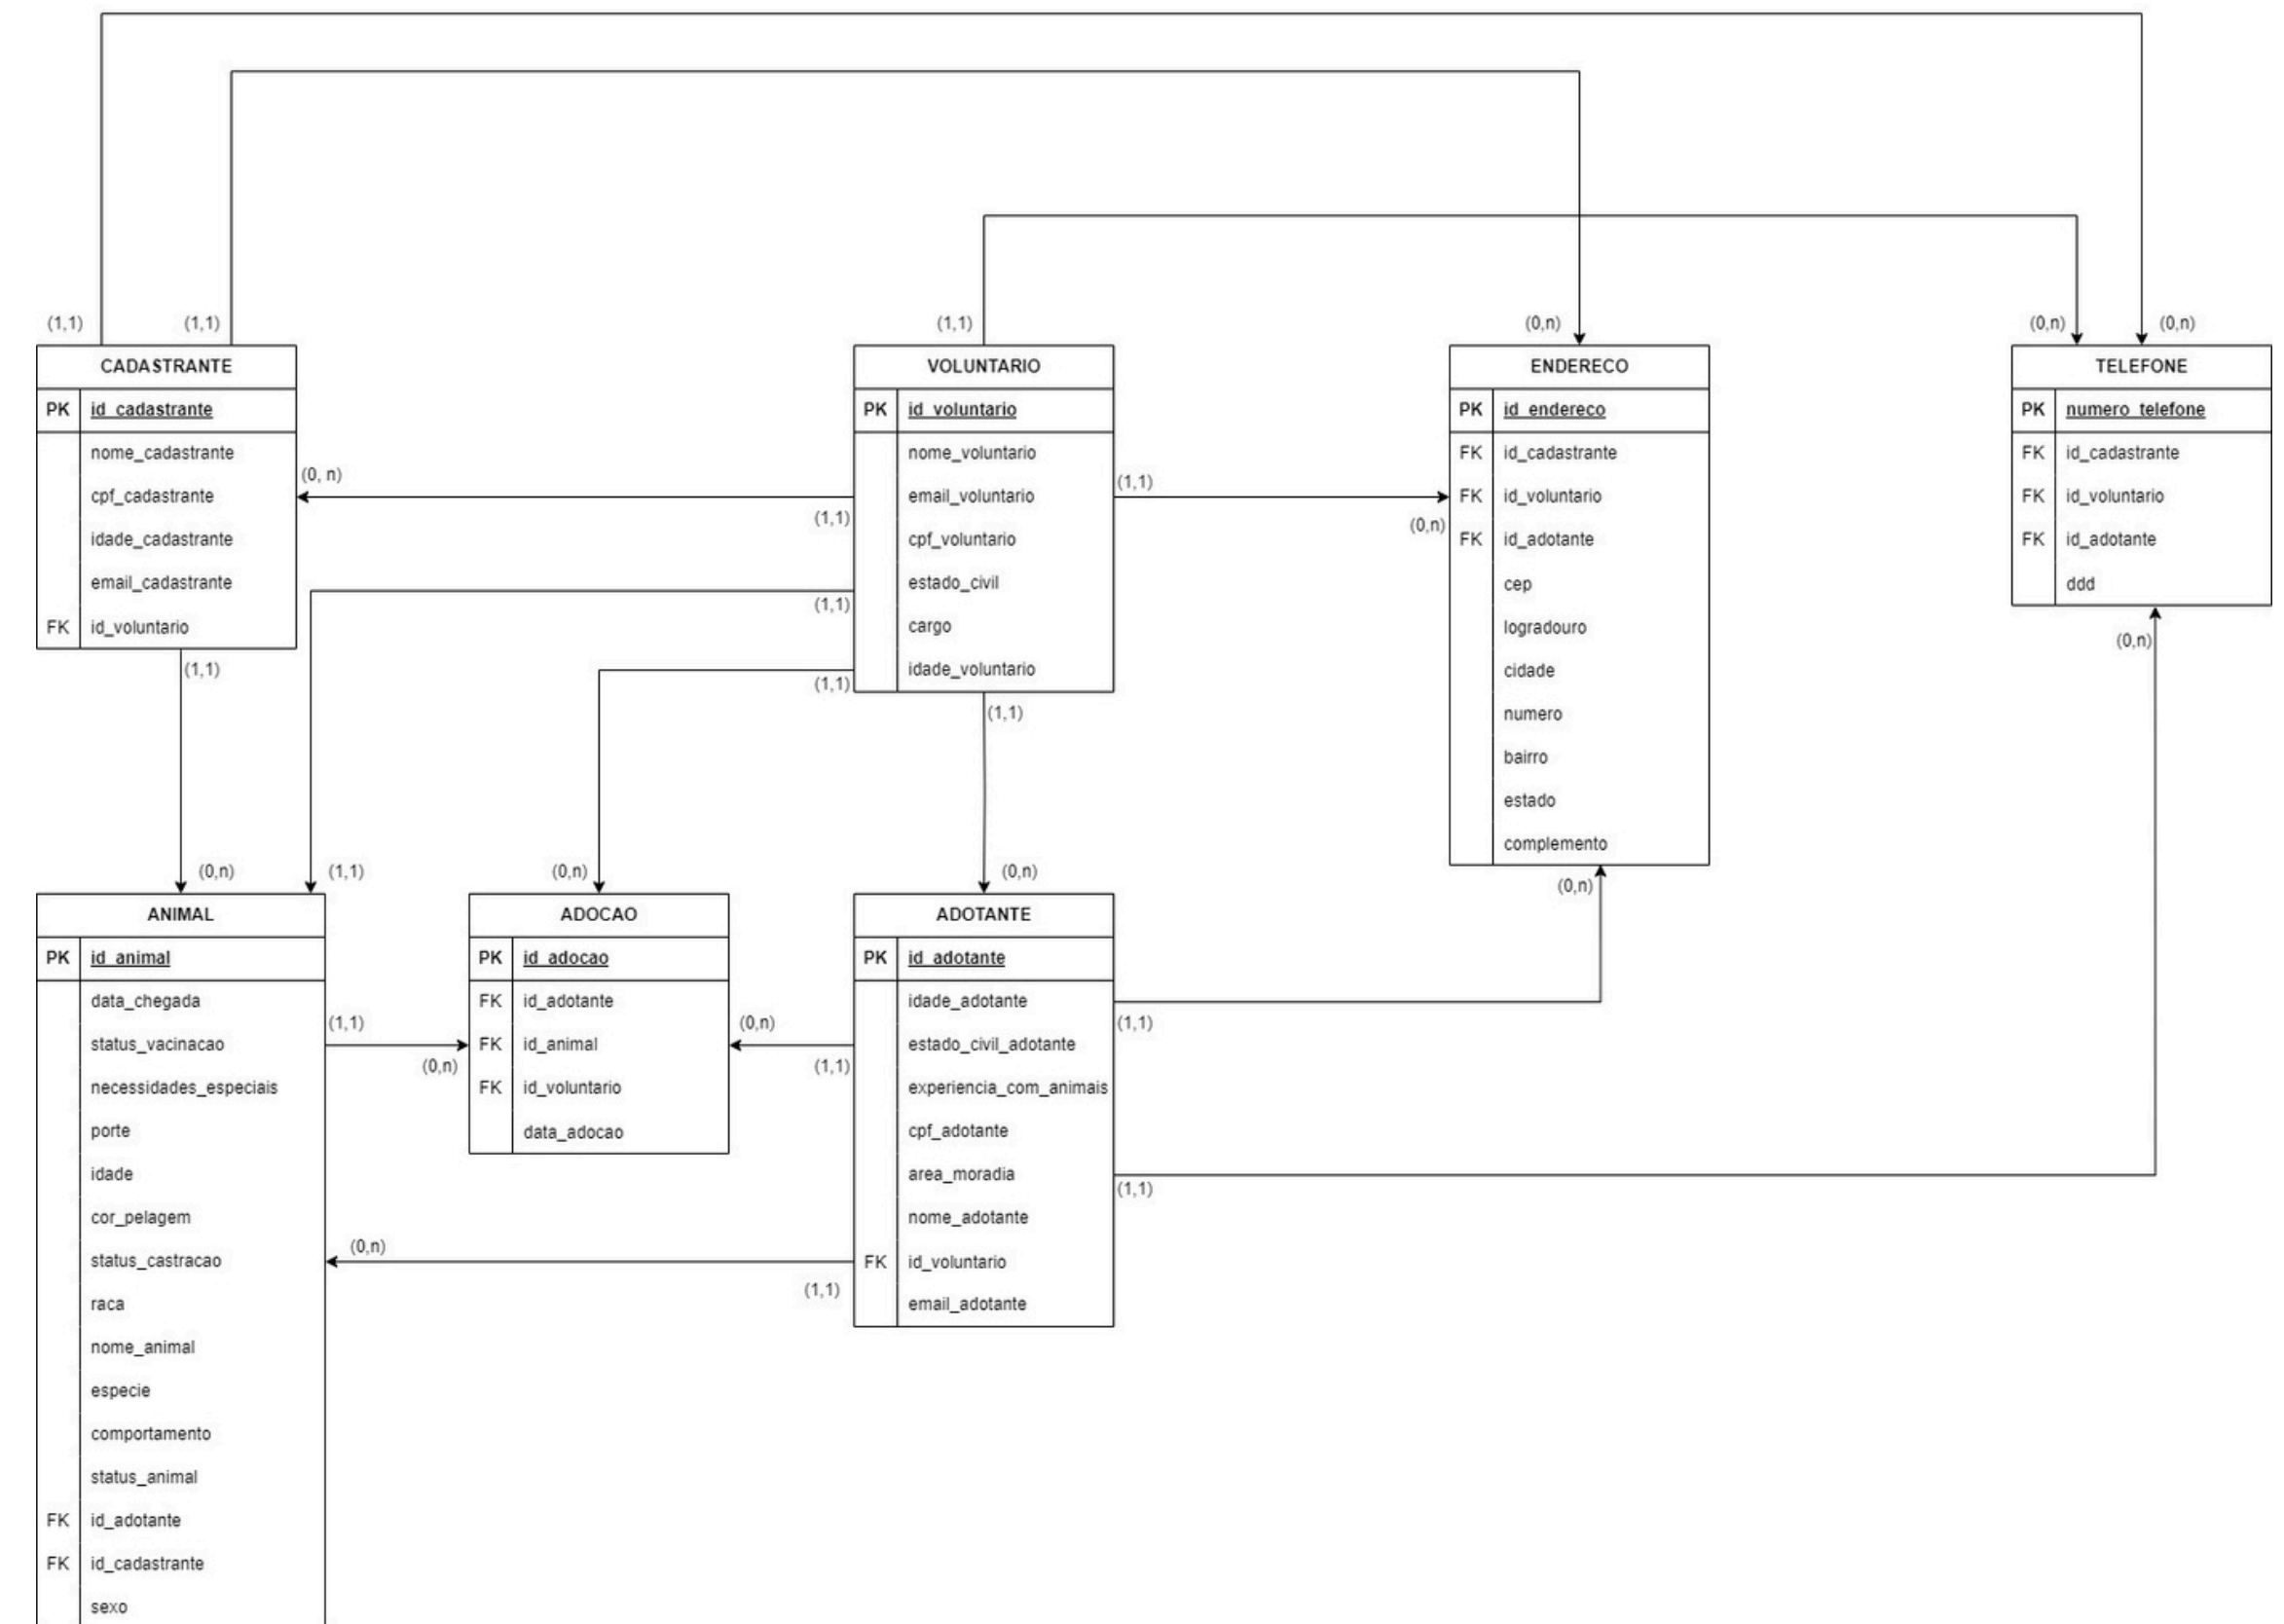 (1,1)
(1,1)
(1,1)
(0,n)
(0,n)
(0,n)
CADASTRANTE
PK id_cadastrante
nome_cadastrante
cpf_cadastrante
idade_cadastrante
email_cadastrante
FK id_voluntario
(0, n)
(1,1)
(1,1)
(1,1)
(1,1)
VOLUNTARIO
PK id_voluntario
nome_voluntario
email_voluntario
cpf_voluntario
estado_civil
cargo
idade_voluntario
(1,1)
(1,1)
(0,n)
ENDERECO
PK id_endereco
FK id_cadastrante
FK id_voluntario
FK id_adotante
cep
logradouro
cidade
numero
bairro
estado
complemento
(0,n)
TELEFONE
PK numero_telefone
FK id_cadastrante
FK id_voluntario
FK id_adotante
ddd
(0,n)
(0,n)
(1,1)
(0,n)
(0,n)
ANIMAL
PK id_animal
data_chegada
status_vacinacao
necessidades_especiais
porte
idade
cor_pelagem
status_castracao
raca
nome_animal
especie
comportamento
status_animal
FK id_adotante
FK id_cadastrante
sexo
(1,1)
(0,n)
ADOCAO
PK id_adocao
FK id_adotante
FK id_animal
FK id_voluntario
data_adocao
(0,n)
(1,1)
(0,n)
(1,1)
ADOTANTE
PK id_adotante
idade_adotante
estado_civil_adotante
experiencia_com_animais
cpf_adotante
area_moradia
nome_adotante
FK id_voluntario
email_adotante
(1,1)
(1,1)